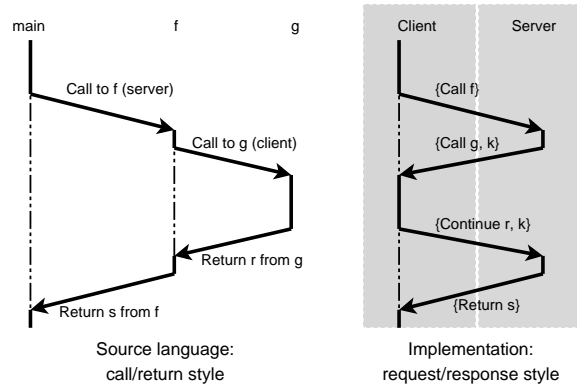 main
f
g
Call to f (server)
Call to g (client)
Return r from g
Return s from f
Source language:
call/return style
Client
Server
{Call f}
{Call g, k}
{Continue r, k}
{Return s}
Implementation:
request/response style